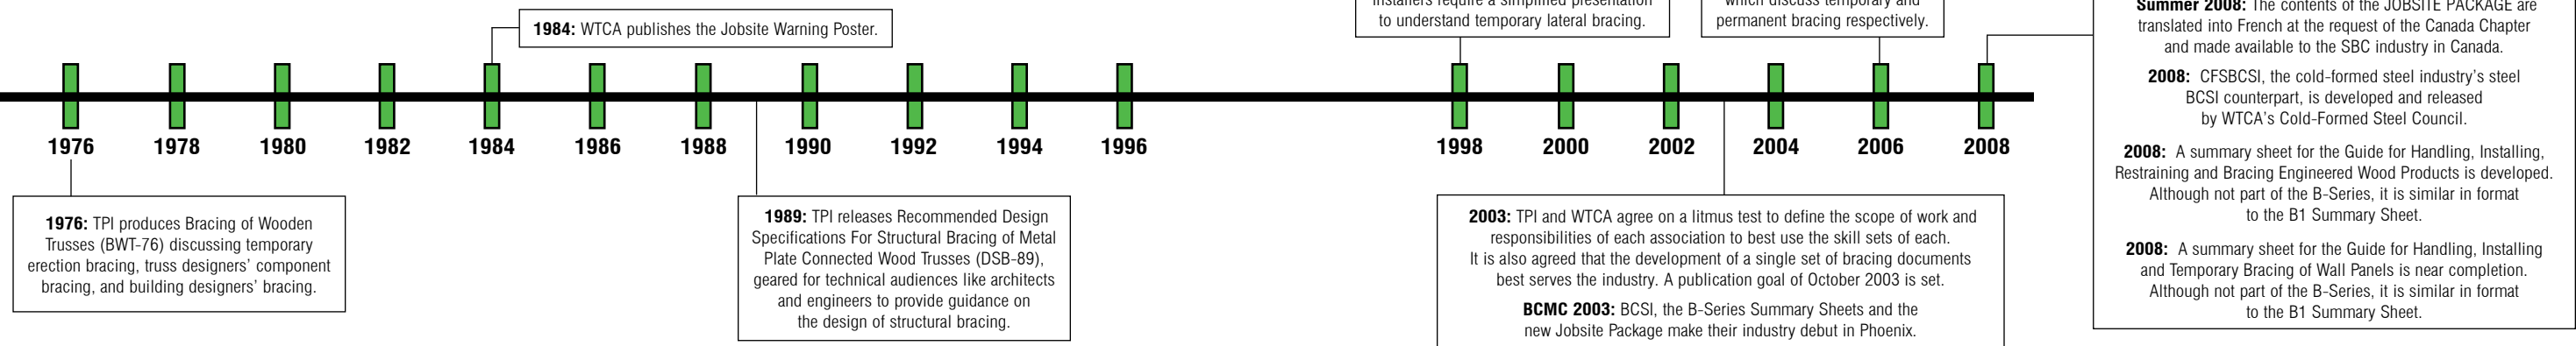 installers require a simplified presentation
to understand temporary lateral bracing.
which discuss temporary and
permanent bracing respectively.
1984: WTCA publishes the Jobsite Warning Poster.
Summer 2008: The contents of the JOBSITE PACKAGE are
translated into French at the request of the Canada Chapter
and made available to the SBC industry in Canada.
2008: CFSBCSI, the cold-formed steel industry's steel
BCSI counterpart, is developed and released
by WTCA's Cold-Formed Steel Council.
2008: A summary sheet for the Guide for Handling, Installing,
Restraining and Bracing Engineered Wood Products is developed.
Although not part of the B-Series, it is similar in format
to the B1 Summary Sheet.
2008: A summary sheet for the Guide for Handling, Installing
and Temporary Bracing of Wall Panels is near completion.
Although not part of the B-Series, it is similar in format
to the B1 Summary Sheet.
1976 1978 1980 1982 1984 1986 1988 1990 1992 1994 1996 1998 2000 2002 2004 2006 2008
1976: TPI produces Bracing of Wooden
Trusses (BWT-76) discussing temporary
erection bracing, truss designers' component
bracing, and building designers' bracing.
1989: TPI releases Recommended Design
Specifications For Structural Bracing of Metal
Plate Connected Wood Trusses (DSB-89),
geared for technical audiences like architects
and engineers to provide guidance on
the design of structural bracing.
2003: TPI and WTCA agree on a litmus test to define the scope of work and
responsibilities of each association to best use the skill sets of each.
It is also agreed that the development of a single set of bracing documents
best serves the industry. A publication goal of October 2003 is set.
BCMC 2003: BCSI, the B-Series Summary Sheets and the
new Jobsite Package make their industry debut in Phoenix.